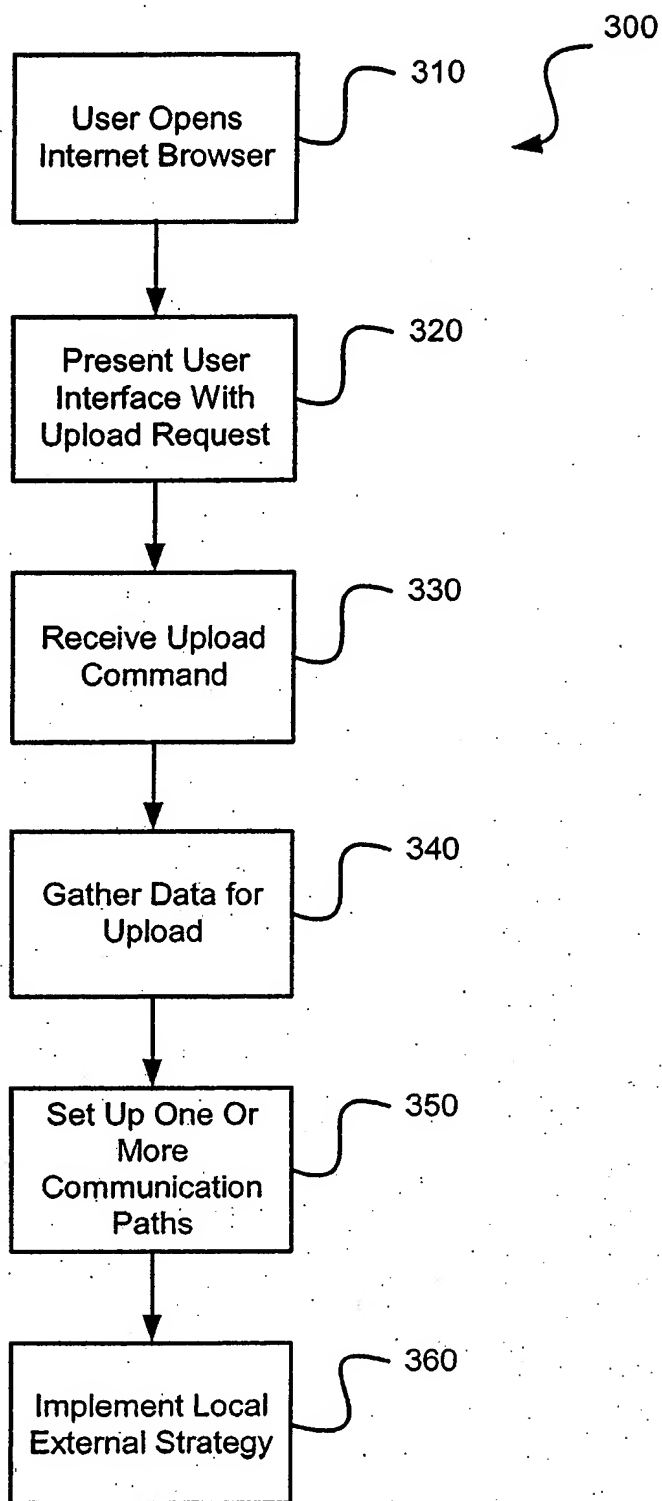 300
310
User Opens
Internet Browser
320
Present User
Interface With
Upload Request
330
Receive Upload
Command
340
Gather Data for
Upload
350
Set Up One Or
More
Communication
Paths
360
Implement Local
External Strategy